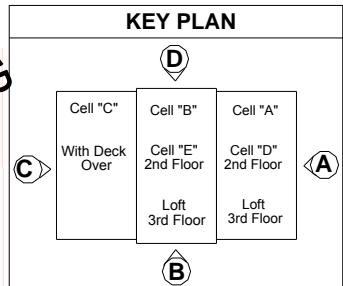 KEY PLAN
G
D
Cell "C"
With Deck
Over
Cell "B"
Cell "E"
2nd Floor
Loft
3rd Floor
Cell "A"
Cell "D"
2nd Floor
Loft
3rd Floor
C
A
B